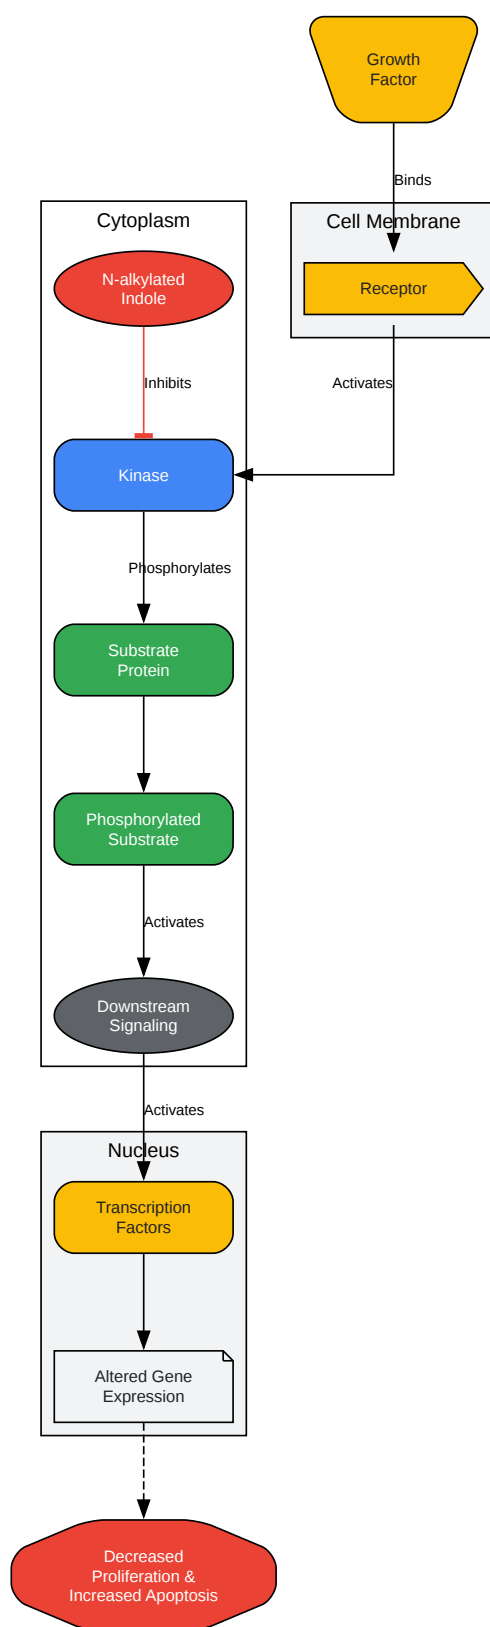 Growth
Factor
Binds
Cytoplasm
Cell Membrane
N-alkylated
Indole
Receptor
Inhibits
Activates
Kinase
Phosphorylates
Substrate
Protein
Phosphorylated
Substrate
Activates
Downstream
Signaling
Activates
Nucleus
Transcription
Factors
Altered Gene
Expression
Decreased
Proliferation &
Increased Apoptosis